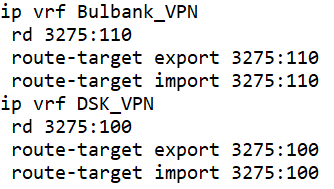 ip vrf Bulbank_VPN
 rd 3275:110
 route-target export 3275:110
 route-target import 3275:110
ip vrf DSK_VPN
 rd 3275:100
 route-target export 3275:100
 route-target import 3275:100